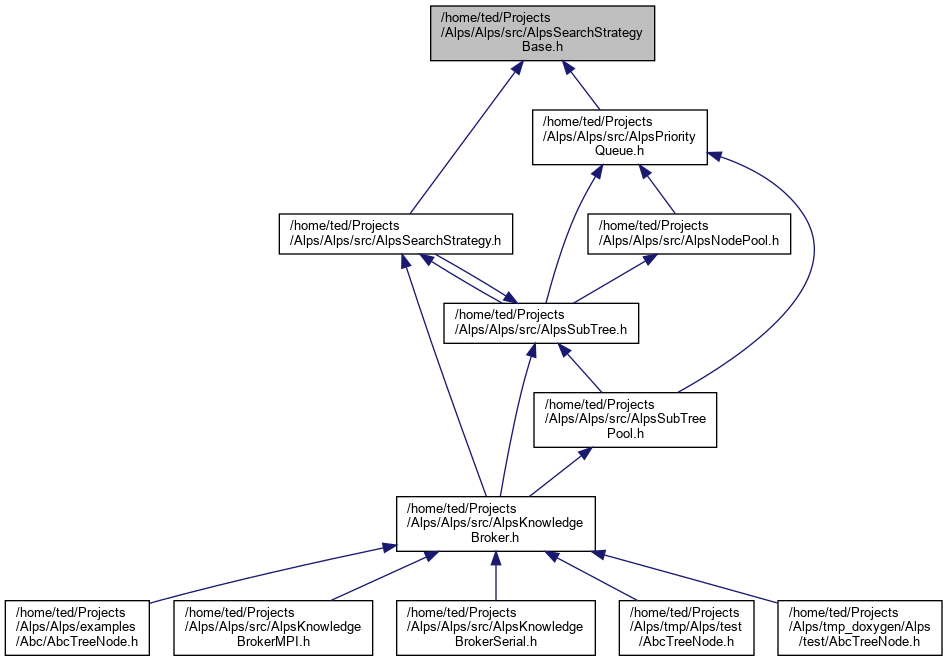 /home/ted/Projects
/Alps/Alps/src/AlpsSearchStrategy
Base.h
/home/ted/Projects
/Alps/Alps/src/AlpsPriority
Queue.h
/home/ted/Projects
/Alps/Alps/src/AlpsSearchStrategy.h
/home/ted/Projects
/Alps/Alps/src/AlpsNodePool.h
/home/ted/Projects
/Alps/Alps/src/AlpsSubTree.h
/home/ted/Projects
/Alps/Alps/src/AlpsSubTree
Pool.h
/home/ted/Projects
/Alps/Alps/src/AlpsKnowledge
Broker.h
/home/ted/Projects
/Alps/Alps/examples
/Abc/AbcTreeNode.h
/home/ted/Projects
/Alps/Alps/src/AlpsKnowledge
BrokerMPI.h
/home/ted/Projects
/Alps/Alps/src/AlpsKnowledge
BrokerSerial.h
/home/ted/Projects
/Alps/tmp/Alps/test
/AbcTreeNode.h
/home/ted/Projects
/Alps/tmp_doxygen/Alps
/test/AbcTreeNode.h